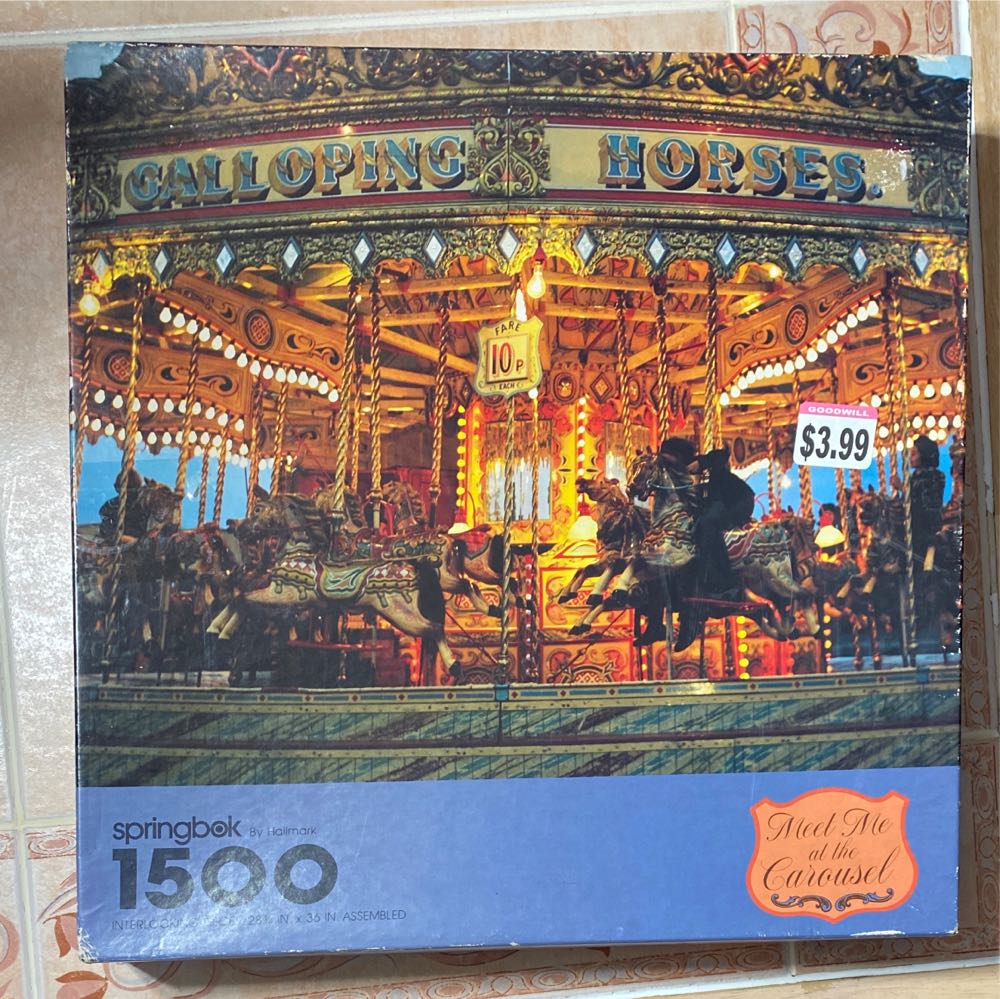 GALLOPING HORSES.
FARE
10P
EACH
GOODWILL
$3.99
springbok By Hallmark
1500
INTERLOCKING 28¾ IN. x 36 IN. ASSEMBLED
Meet Me
at the
Carousel